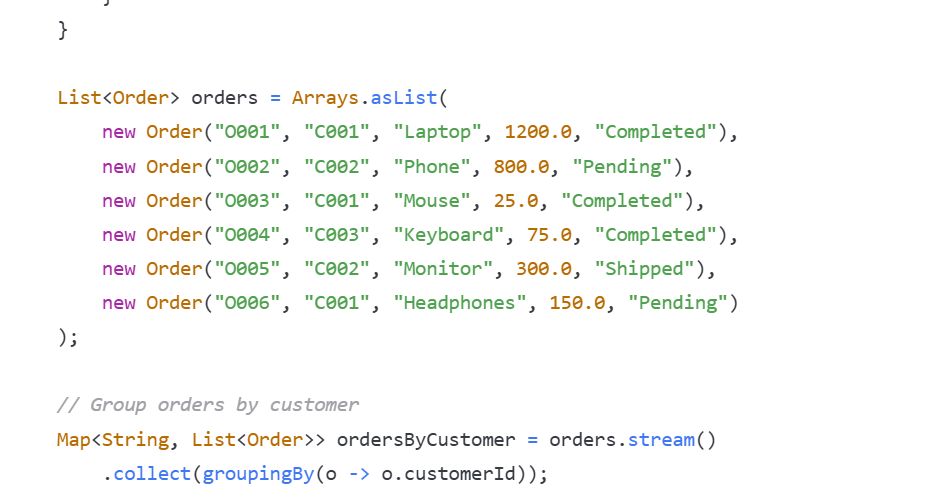 }
List<Order> orders = Arrays.asList(
new Order("O001", "C001", "Laptop", 1200.0, "Completed"),
new Order("O002", "C002", "Phone", 800.0, "Pending"),
new Order("O003", "C001", "Mouse", 25.0, "Completed"),
new Order("O004", "C003", "Keyboard", 75.0, "Completed"),
new Order("O005", "C002", "Monitor", 300.0, "Shipped"),
new Order("O006", "C001", "Headphones", 150.0, "Pending")
);
// Group orders by customer
Map<String, List<Order>> ordersByCustomer = orders.stream()
.collect(groupingBy(o -> o.customerId));